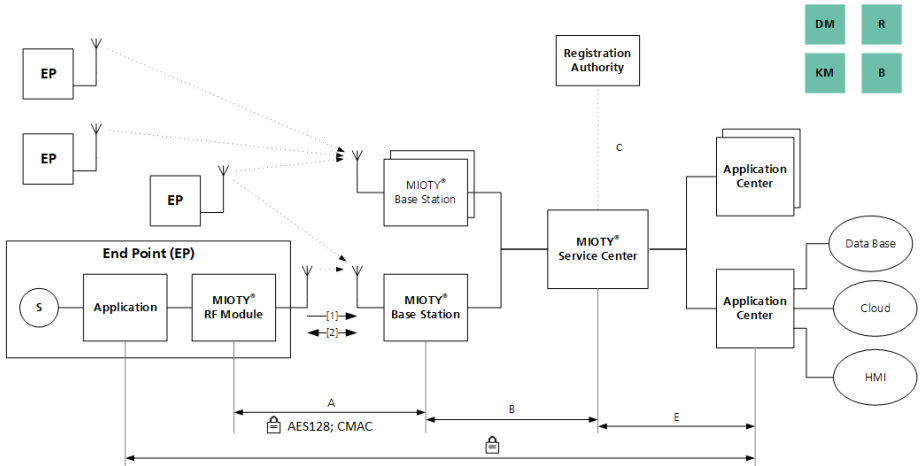 DM
R
KM
B
Registration
Authority
EP
EP
EP
C
MIOTY®
Base Station
Application
Center
MIOTY®
Service Center
End Point (EP)
S
Application
MIOTY®
RF Module
[1]
[2]
MIOTY®
Base Station
Application
Center
Data Base
Cloud
HMI
A
AES128; CMAC
B
E